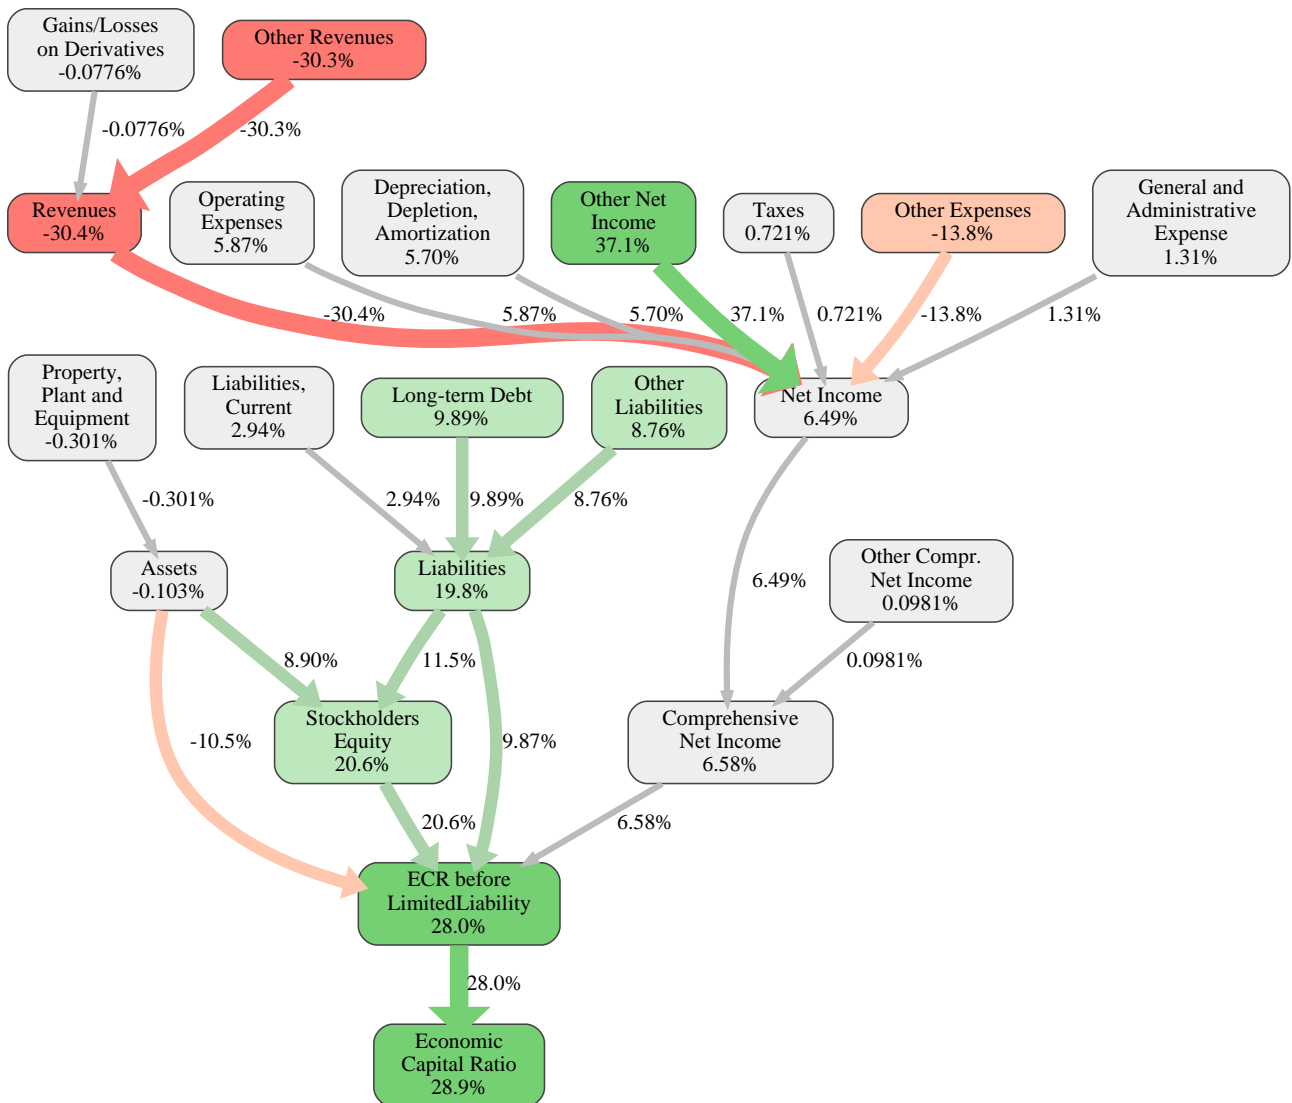 Gains/Losses
on Derivatives
-0.0776%
Other Revenues
-30.3%
-0.0776%
-30.3%
Revenues
-30.4%
Operating
Expenses
5.87%
Depreciation,
Depletion,
Amortization
5.70%
Other Net
Income
37.1%
Taxes
0.721%
Other Expenses
-13.8%
General and
Administrative
Expense
1.31%
-30.4%
5.87%
5.70%
37.1%
0.721%
-13.8%
1.31%
Property,
Plant and
Equipment
-0.301%
Liabilities,
Current
2.94%
Long-term Debt
9.89%
Other
Liabilities
8.76%
Net Income
6.49%
-0.301%
2.94%
9.89%
8.76%
Assets
-0.103%
Liabilities
19.8%
6.49%
Other Compr.
Net Income
0.0981%
8.90%
11.5%
0.0981%
-10.5%
Stockholders
Equity
20.6%
9.87%
Comprehensive
Net Income
6.58%
20.6%
6.58%
ECR before
LimitedLiability
28.0%
28.0%
Economic
Capital Ratio
28.9%